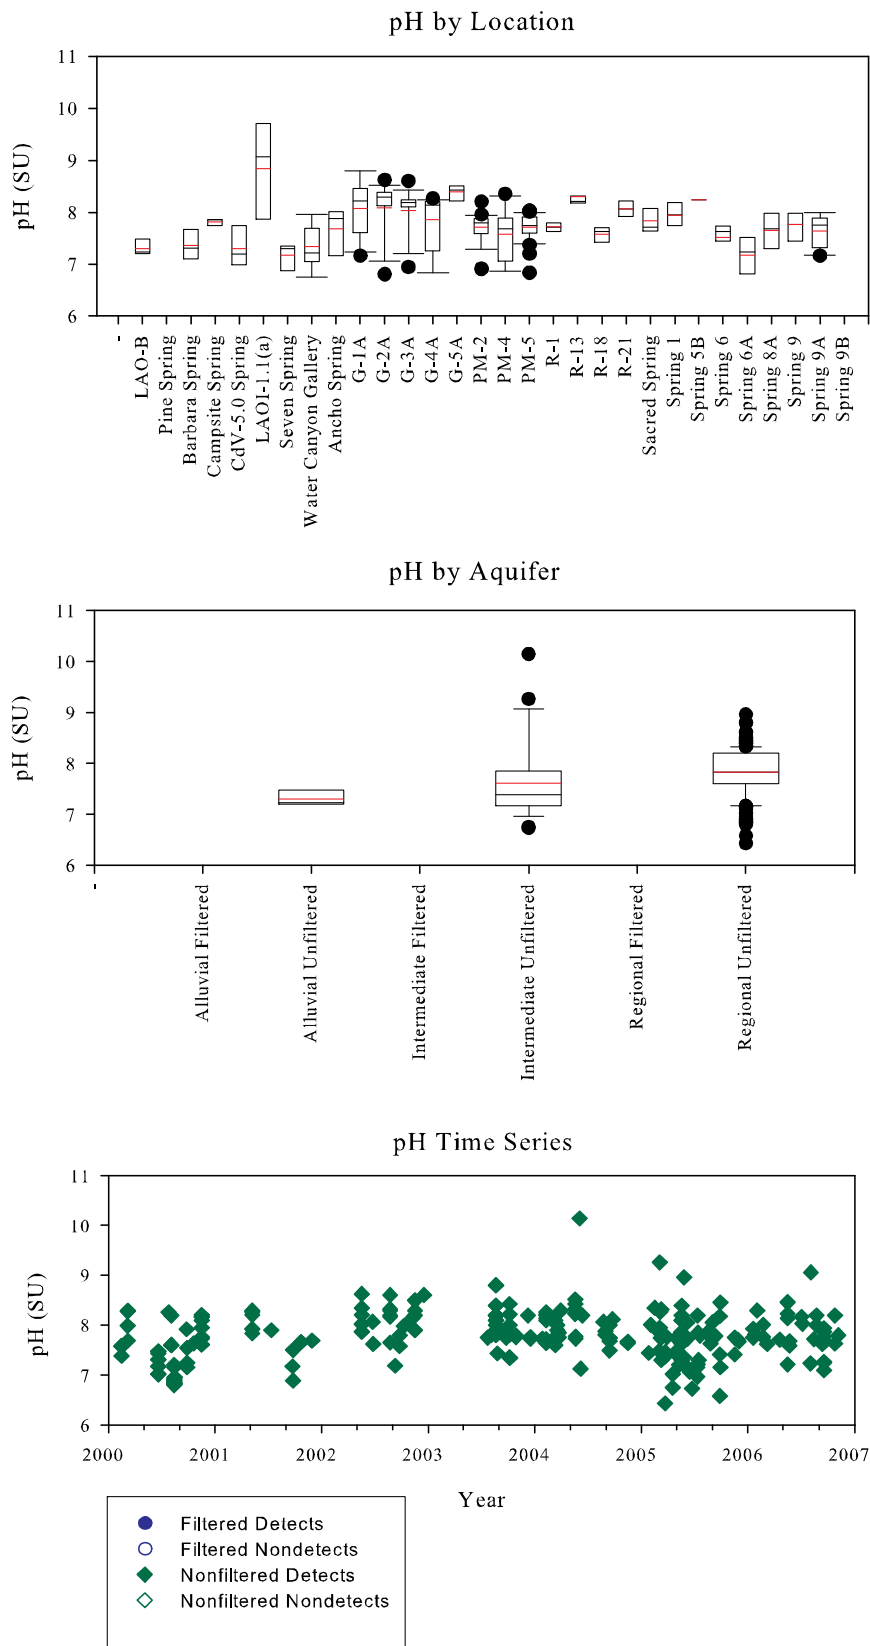 pH by Location
pH (SU)
11
10
9
8
7
6
-
LAO-B
Pine Spring
Barbara Spring
Campsite Spring
CdV-5.0 Spring
LAOI-1.1(a)
Seven Spring
Water Canyon Gallery
Ancho Spring
G-1A
G-2A
G-3A
G-4A
G-5A
PM-2
PM-4
PM-5
R-1
R-13
R-18
R-21
Sacred Spring
Spring 1
Spring 5B
Spring 6
Spring 6A
Spring 8A
Spring 9
Spring 9A
Spring 9B
pH by Aquifer
pH (SU)
11
10
9
8
7
6
-
Alluvial Filtered
Alluvial Unfiltered
Intermediate Filtered
Intermediate Unfiltered
Regional Filtered
Regional Unfiltered
pH Time Series
pH (SU)
11
10
9
8
7
6
2000 2001 2002 2003 2004 2005 2006 2007
Year
Filtered Detects
Filtered Nondetects
Nonfiltered Detects
Nonfiltered Nondetects